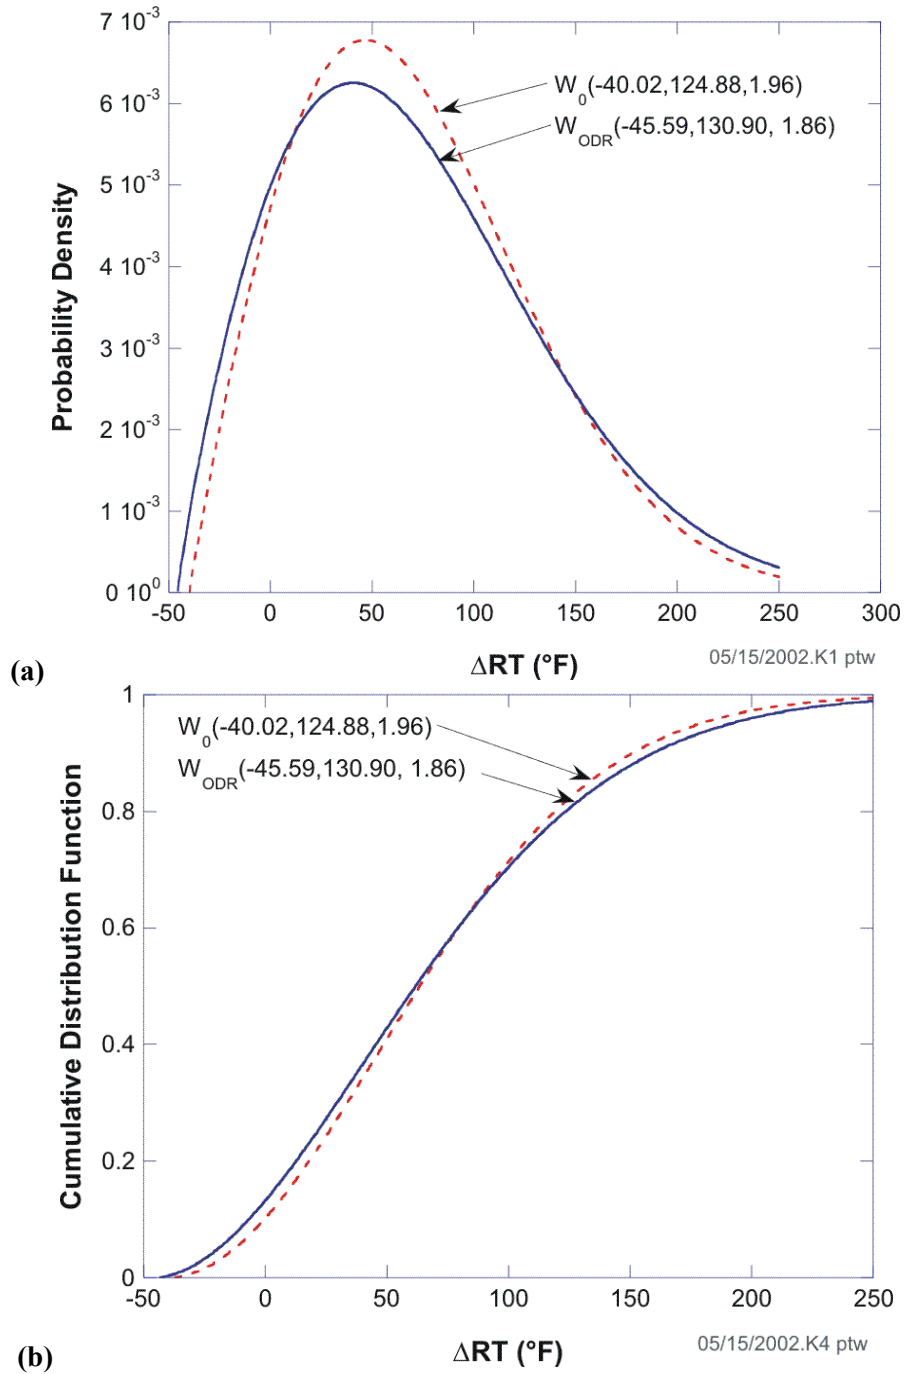 7 10⁻³
6 10⁻³
5 10⁻³
4 10⁻³
3 10⁻³
2 10⁻³
1 10⁻³
0 10⁰
Probability Density
W₀(-40.02,124.88,1.96)
W_ODR(-45.59,130.90, 1.86)
-50 0 50 100 150 200 250 300
ΔRT (°F)
05/15/2002.K1 ptw
(a)
1
0.8
0.6
0.4
0.2
0
Cumulative Distribution Function
W₀(-40.02,124.88,1.96)
W_ODR(-45.59,130.90, 1.86)
-50 0 50 100 150 200 250
ΔRT (°F)
05/15/2002.K4 ptw
(b)